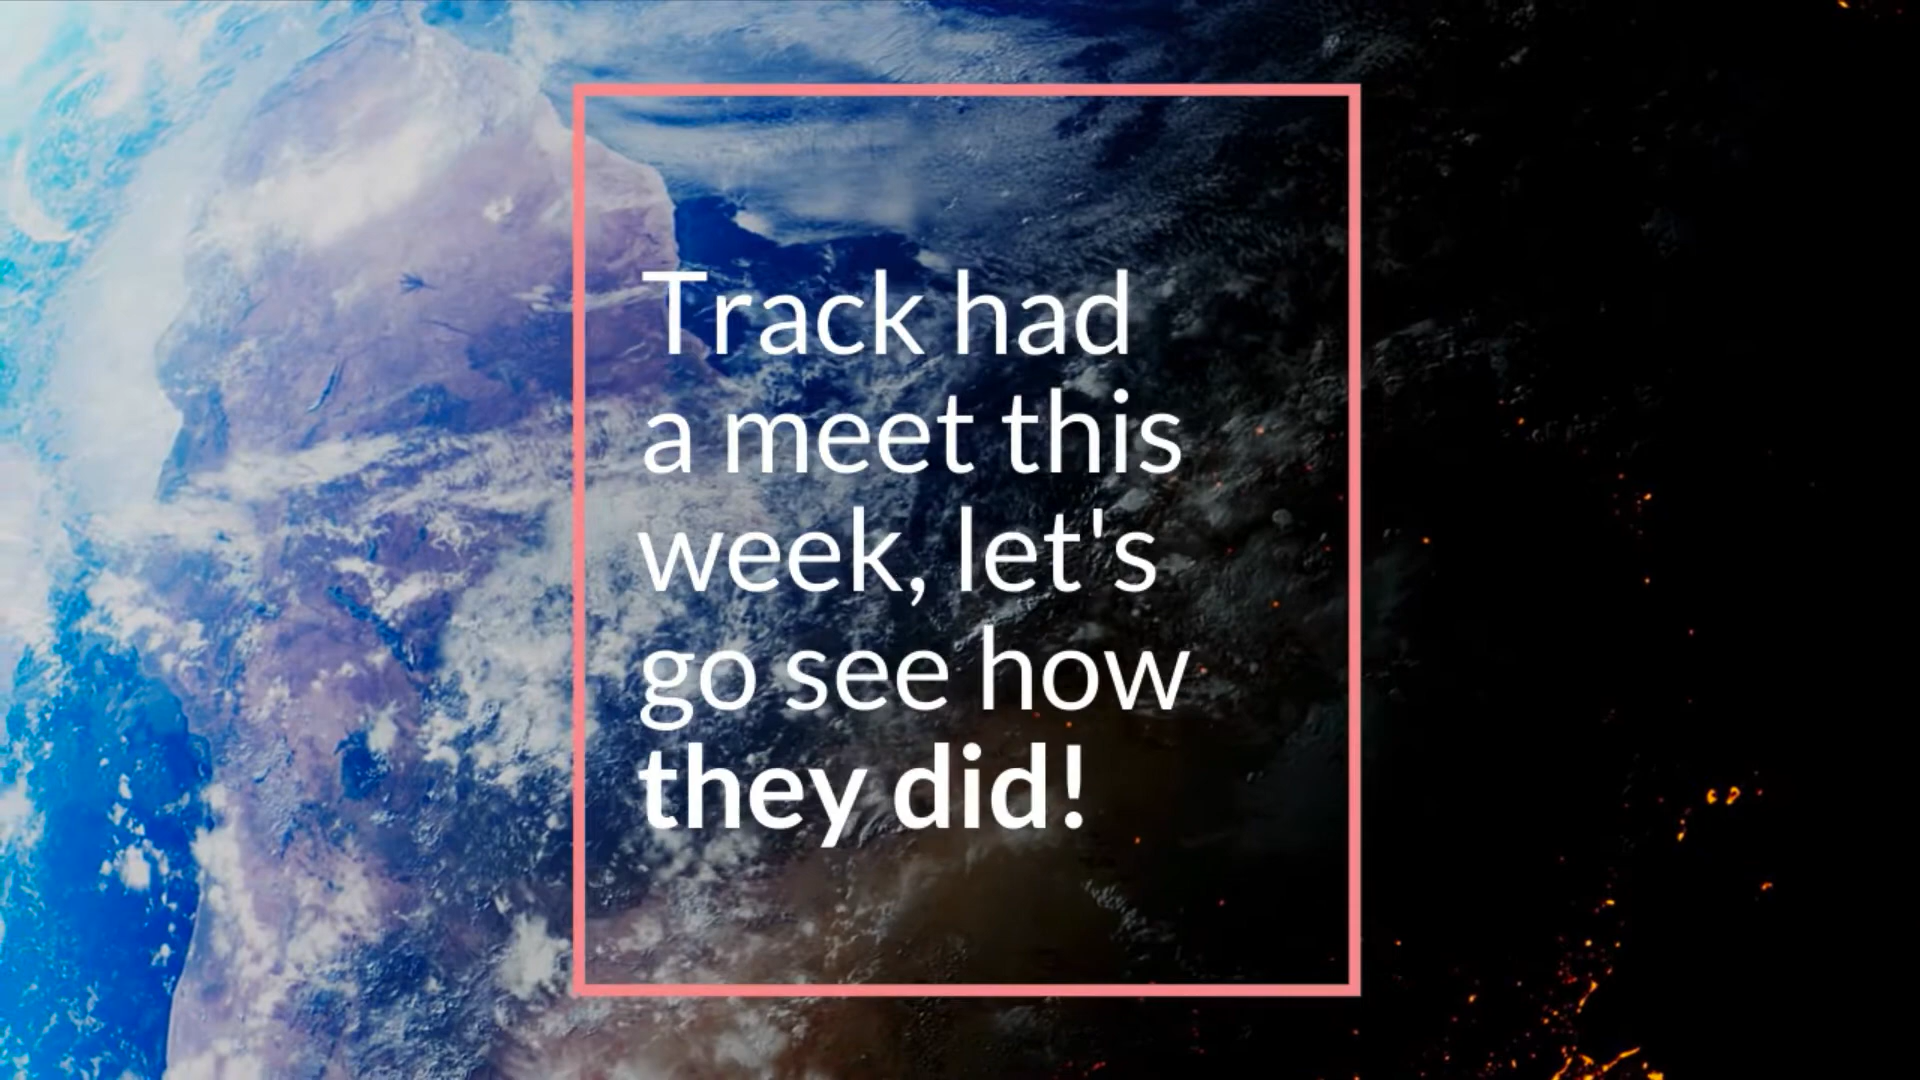 Track had
a meet this
week, let's
go see how
they did!